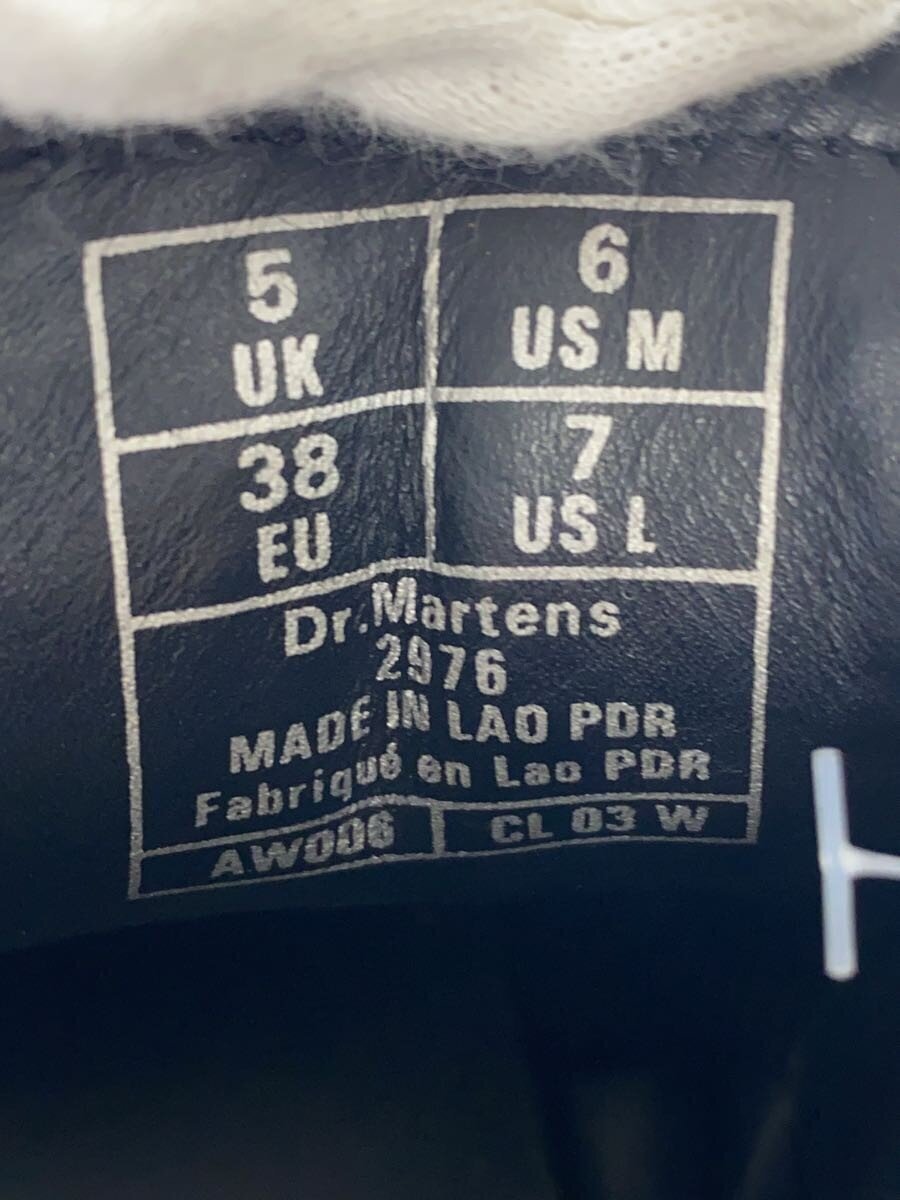 5
UK
6
US M
38
EU
7
US L
Dr.Martens
2976
MADE IN LAO PDR
Fabriqué en Lao PDR
AW006
CL 03 W